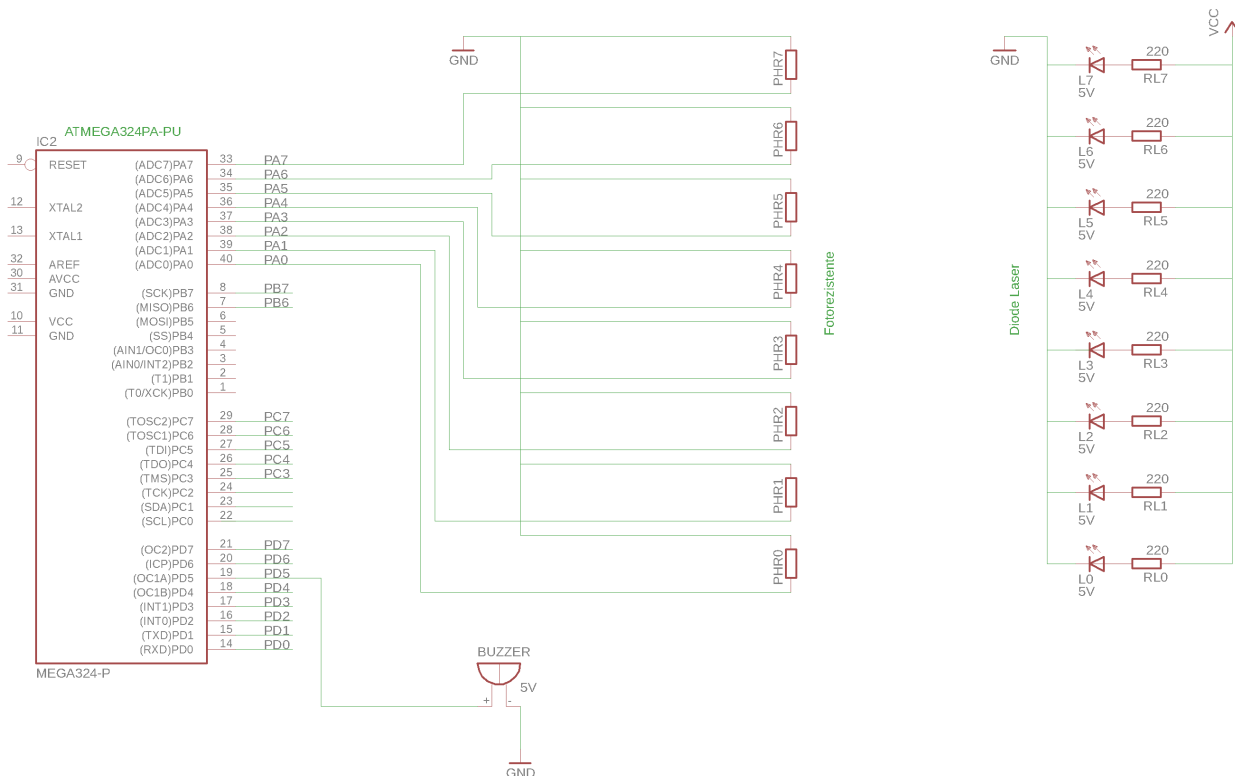 ATMEGA324PA-PU
IC2
9 RESET
12 XTAL2
13 XTAL1
32 AREF
30 AVCC
31 GND
10 VCC
11 GND
(ADC7)PA7 33 PA7
(ADC6)PA6 34 PA6
(ADC5)PA5 35 PA5
(ADC4)PA4 36 PA4
(ADC3)PA3 37 PA3
(ADC2)PA2 38 PA2
(ADC1)PA1 39 PA1
(ADC0)PA0 40 PA0
(SCK)PB7 8 PB7
(MISO)PB6 7 PB6
(MOSI)PB5 6
(SS)PB4 5
(AIN1/OC0)PB3 4
(AIN0/INT2)PB2 3
(T1)PB1 2
(T0/XCK)PB0 1
(TOSC2)PC7 29 PC7
(TOSC1)PC6 28 PC6
(TDI)PC5 27 PC5
(TDO)PC4 26 PC4
(TMS)PC3 25 PC3
(TCK)PC2 24
(SDA)PC1 23
(SCL)PC0 22
(OC2)PD7 21 PD7
(ICP)PD6 20 PD6
(OC1A)PD5 19 PD5
(OC1B)PD4 18 PD4
(INT1)PD3 17 PD3
(INT0)PD2 16 PD2
(TXD)PD1 15 PD1
(RXD)PD0 14 PD0
MEGA324-P
GND
PHR7
PHR6
PHR5
PHR4
PHR3
PHR2
PHR1
PHR0
Fotorezistente
BUZZER
5V
+ -
GND
Diode Laser
GND
VCC
220
L7 RL7
5V
220
L6 RL6
5V
220
L5 RL5
5V
220
L4 RL4
5V
220
L3 RL3
5V
220
L2 RL2
5V
220
L1 RL1
5V
220
L0 RL0
5V